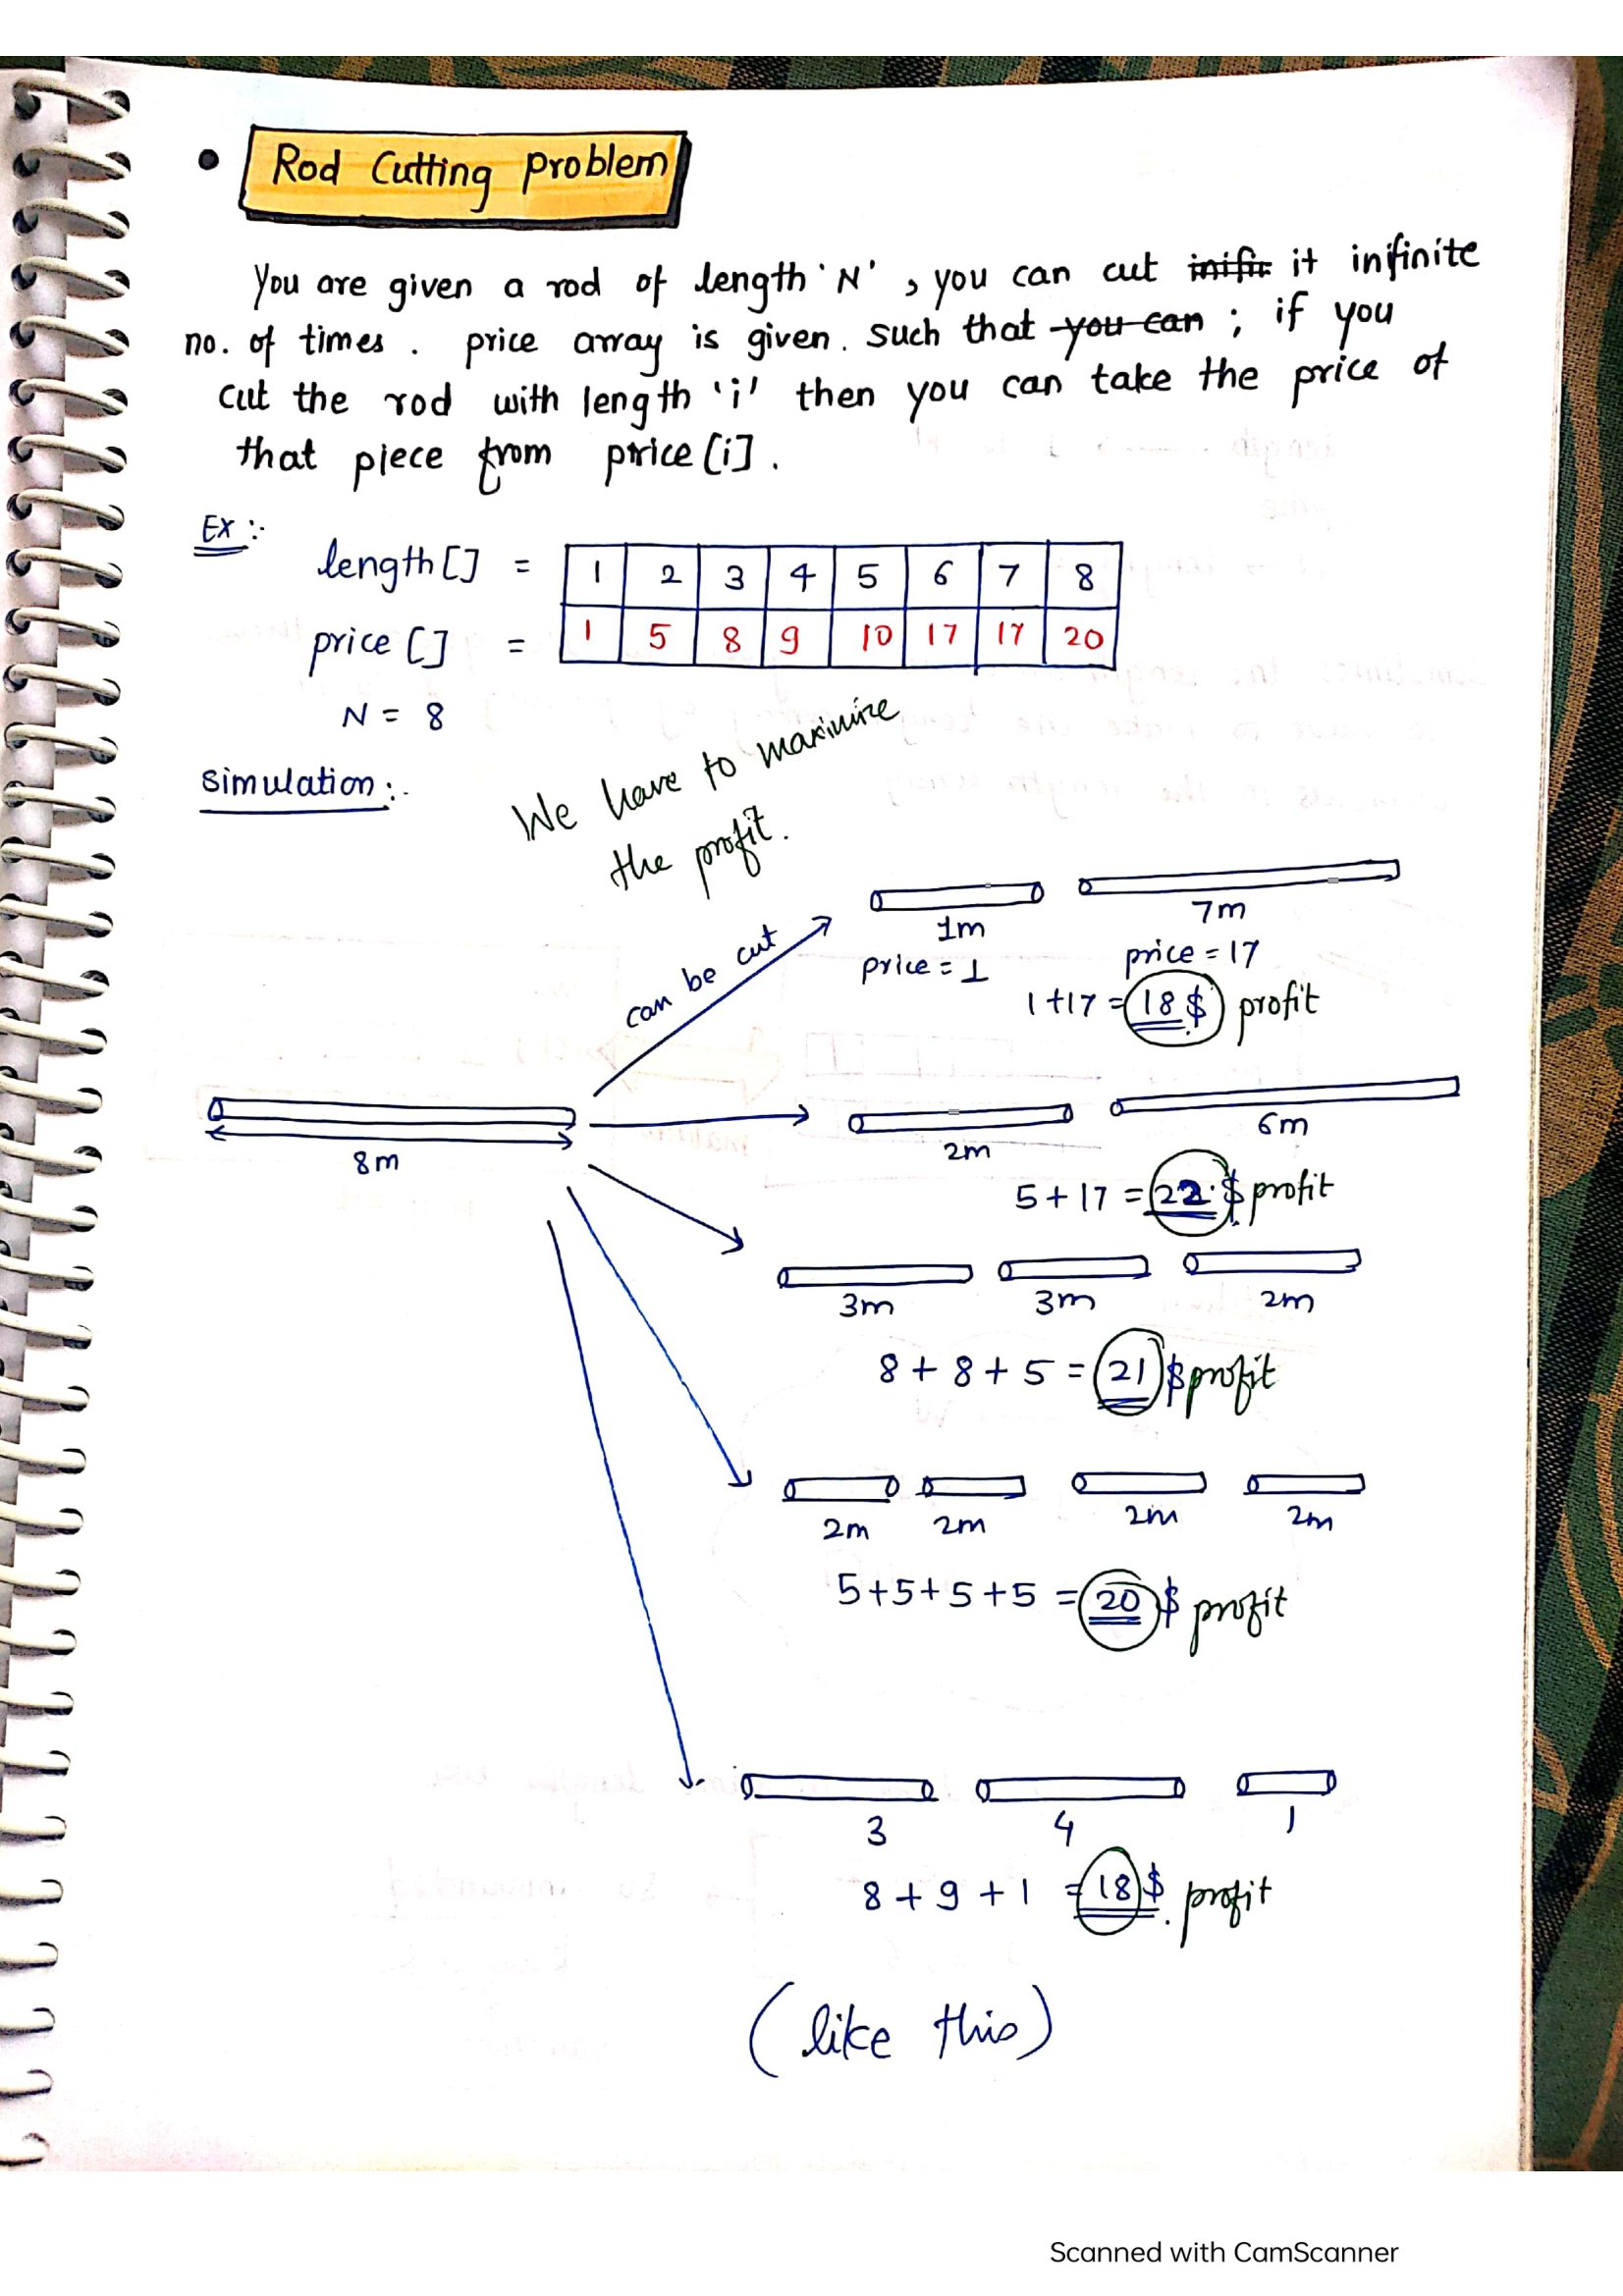 • Rod Cutting problem
You are given a rod of length 'N', you can cut inifi it infinite
no. of times. price array is given. such that you can ; if you
cut the rod with length 'i' then you can take the price of
that piece from price[i].
Ex:-
length[] = 1 2 3 4 5 6 7 8
price[] = 1 5 8 9 10 17 17 20
N = 8
simulation:-
We have to maximize
the profit.
can be cut
1m 7m
price = 1 price = 17
1+17 = 18$ profit
8m
2m 6m
5+17 = 22$ profit
3m 3m 2m
8+8+5 = 21$ profit
2m 2m 2m 2m
5+5+5+5 = 20$ profit
3 4 1
8+9+1 = 18$. profit
(like this)
Scanned with CamScanner